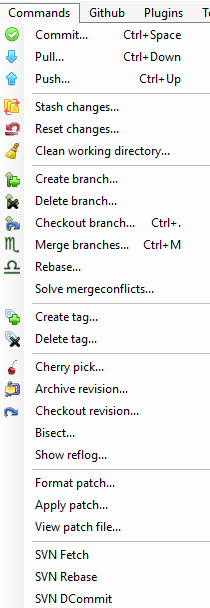 Commands Github Plugins
Commit... Ctrl+Space
Pull... Ctrl+Down
Push... Ctrl+Up
Stash changes...
Reset changes...
Clean working directory...
Create branch...
Delete branch...
Checkout branch... Ctrl+.
Merge branches... Ctrl+M
Rebase...
Solve mergeconflicts...
Create tag...
Delete tag...
Cherry pick...
Archive revision...
Checkout revision...
Bisect...
Show reflog...
Format patch...
Apply patch...
View patch file...
SVN Fetch
SVN Rebase
SVN DCommit